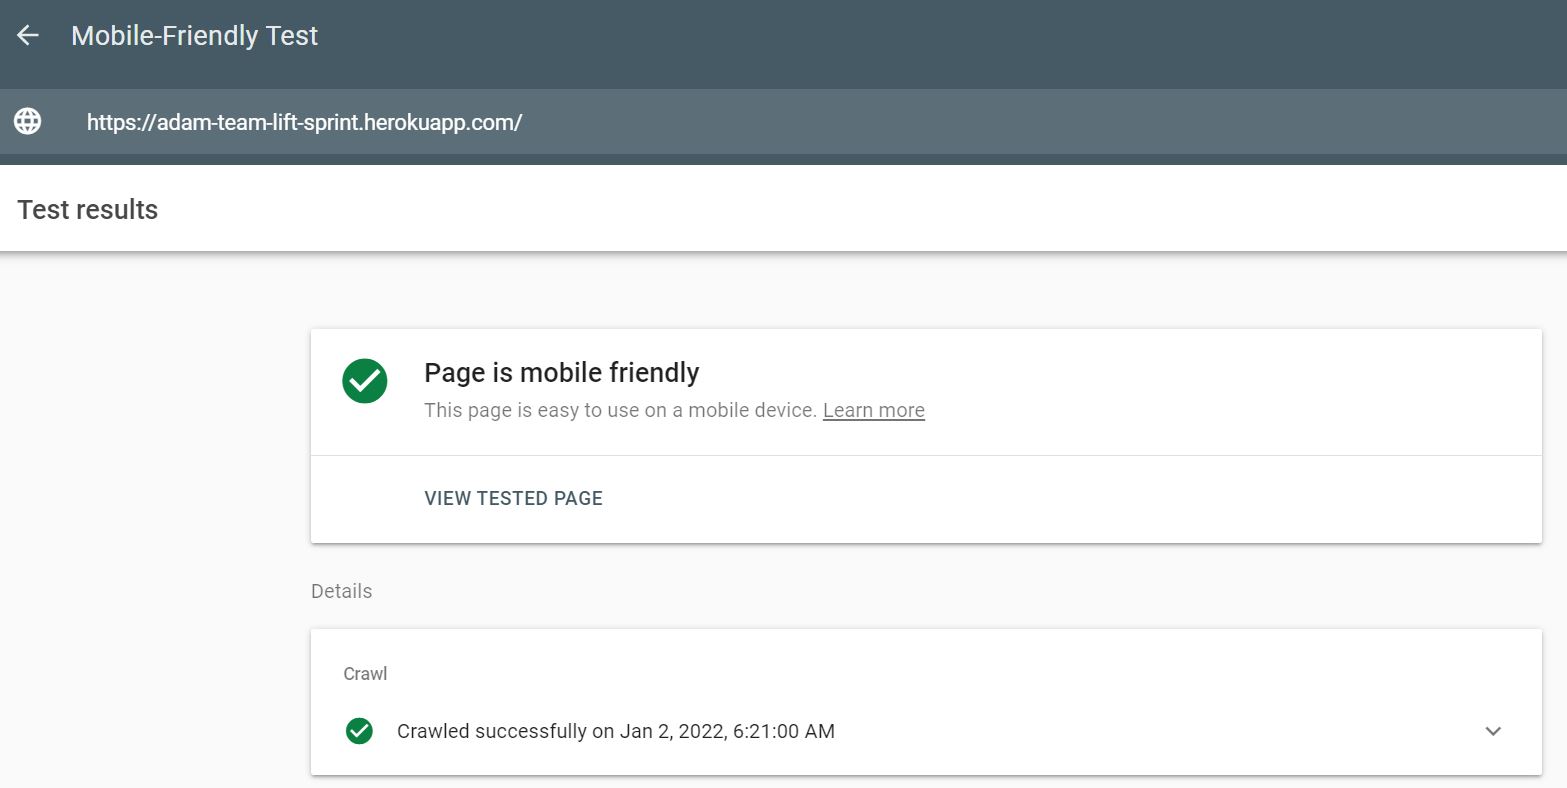 Mobile-Friendly Test
https://adam-team-lift-sprint.herokuapp.com/
Test results
Page is mobile friendly
This page is easy to use on a mobile device. Learn more
VIEW TESTED PAGE
Details
Crawl
Crawled successfully on Jan 2, 2022, 6:21:00 AM